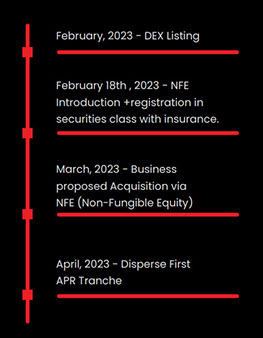 February, 2023 - DEX Listing
February 18th , 2023 - NFE
Introduction +registration in
securities class with insurance.
March, 2023 - Business
proposed Acquisition via
NFE (Non-Fungible Equity)
April, 2023 - Disperse First
APR Tranche